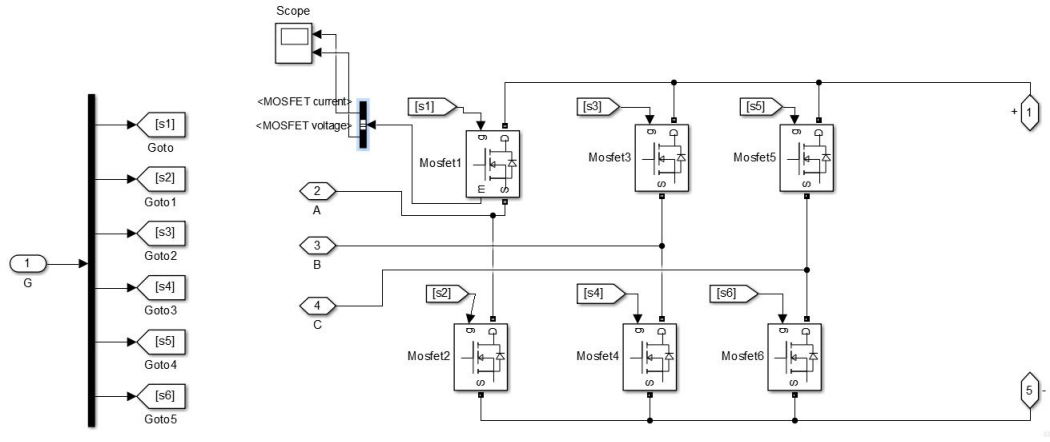 Scope
<MOSFET current>
<MOSFET voltage>
[s1]
Goto
[s2]
Goto1
[s3]
Goto2
[s4]
Goto3
[s5]
Goto4
[s6]
Goto5
1
G
[s1]
g
D
Mosfet1
m
S
[s3]
g
D
Mosfet3
S
[s5]
g
D
Mosfet5
S
+ 1
2
A
3
B
4
C
[s2]
g
D
Mosfet2
S
[s4]
g
D
Mosfet4
S
[s6]
g
D
Mosfet6
S
5 -